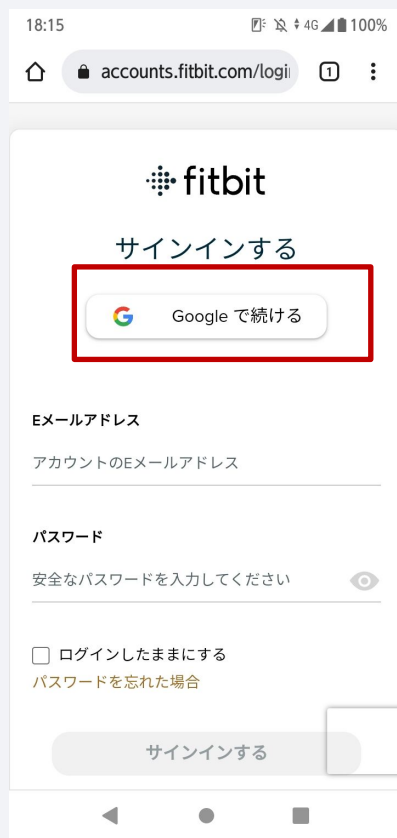 18:15 4G 100%
accounts.fitbit.com/logi 1
fitbit
サインインする
G Google で続ける
Eメールアドレス
アカウントのEメールアドレス
パスワード
安全なパスワードを入力してください
ログインしたままにする
パスワードを忘れた場合
サインインする